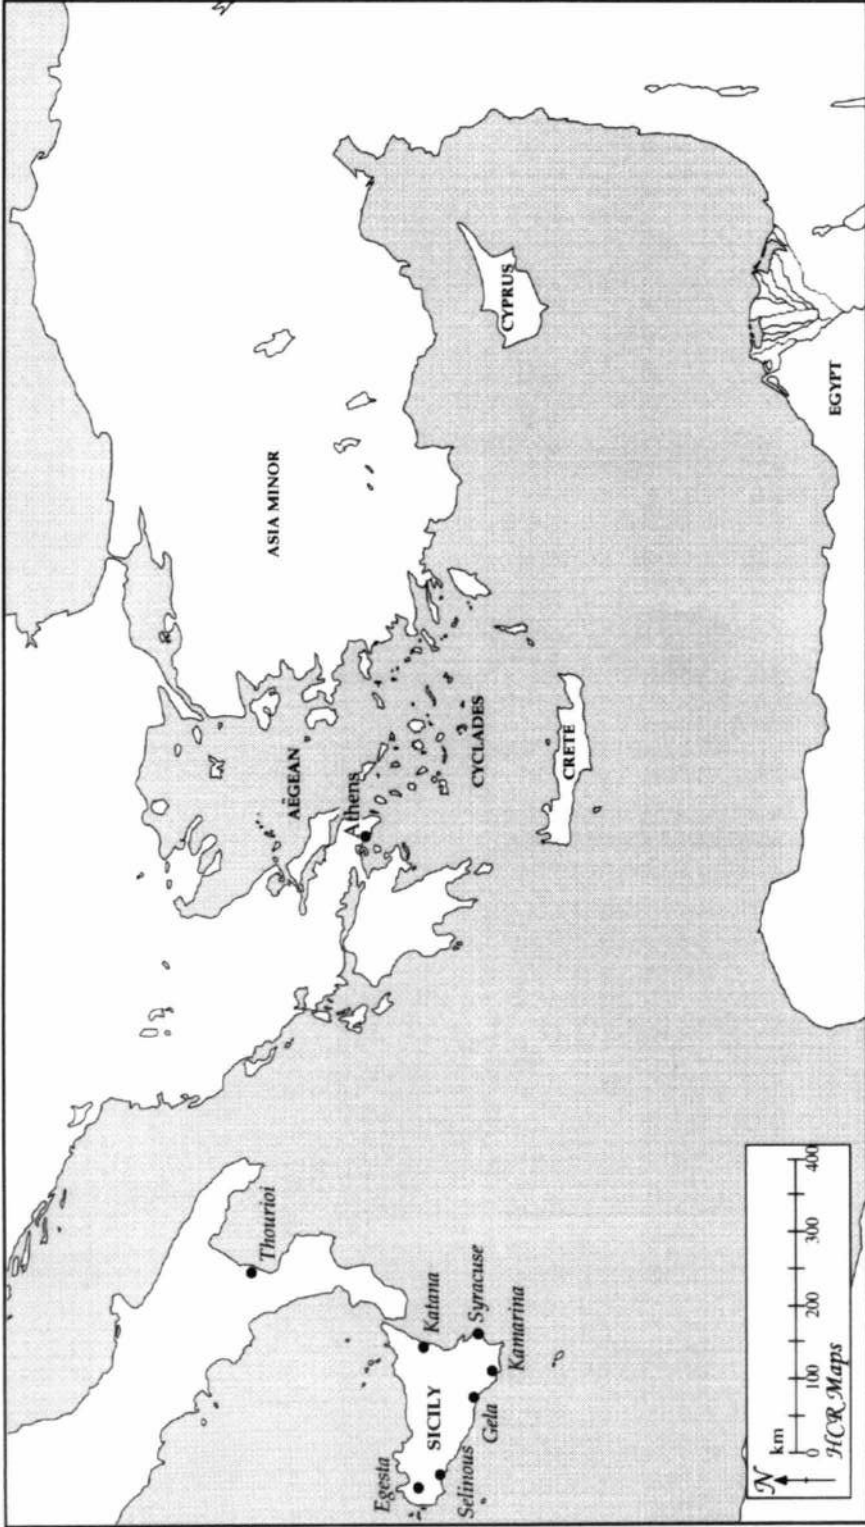 ASIA MINOR
AEGEAN
Athens
CYCLADES
CRETE
CYPRUS
EGYPT
Thourioi
Katana
Syracuse
Kamarina
Gela
SICILY
Egesta
Selinous
N
km
0 100 200 300 400
HCR Maps